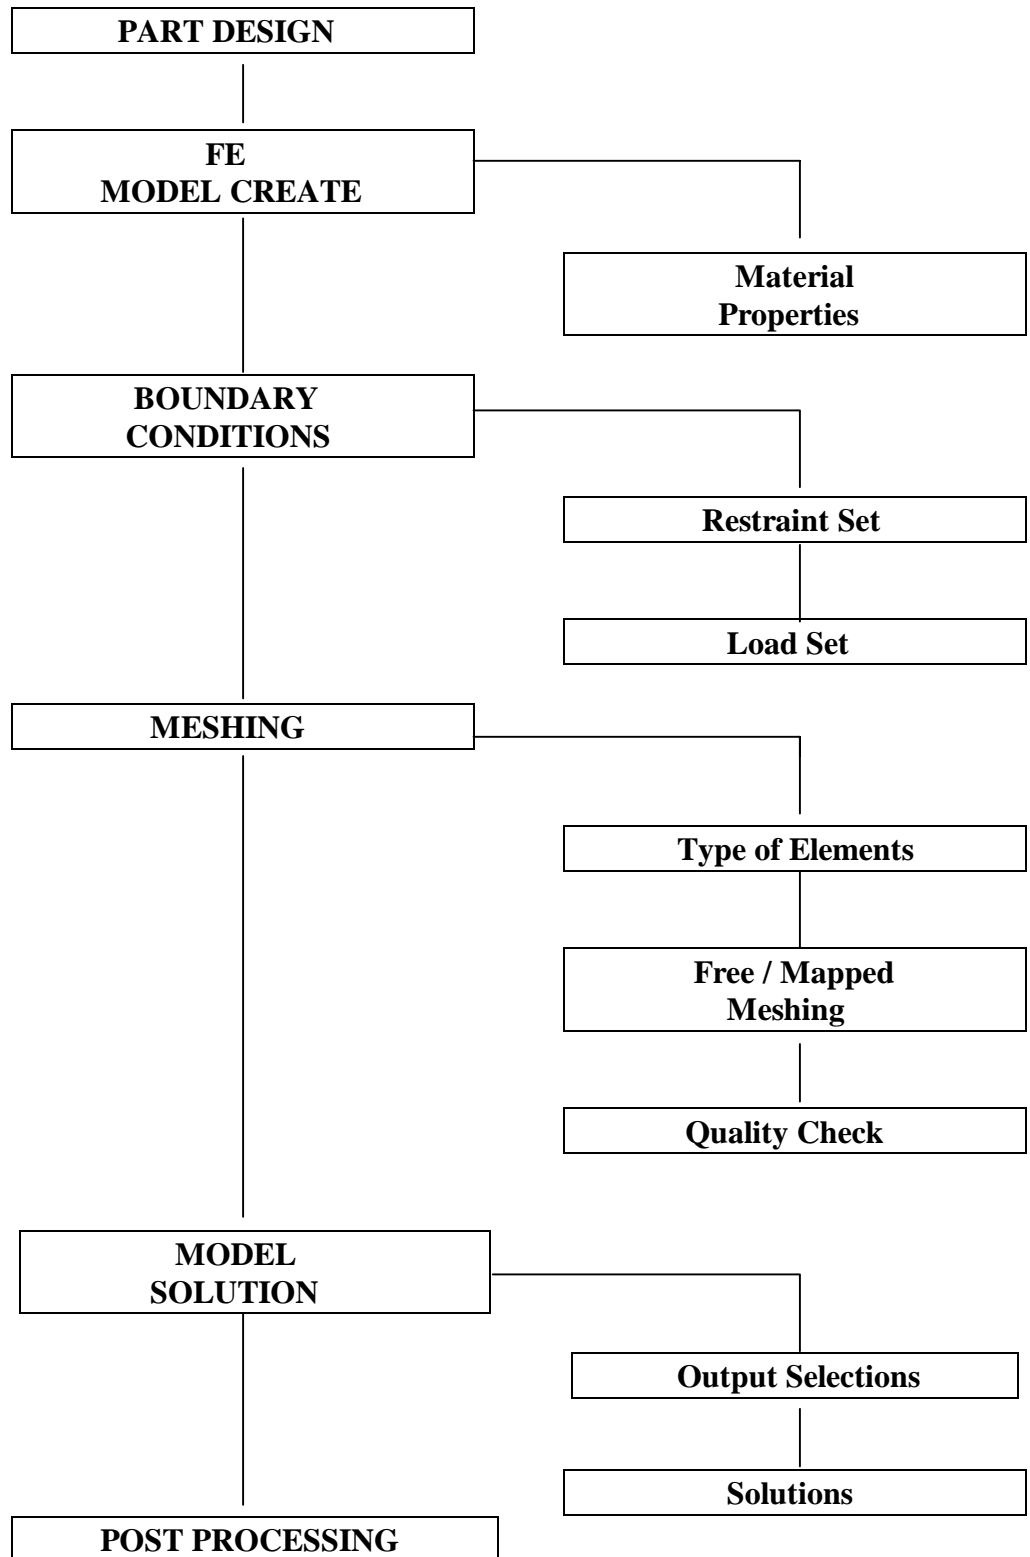 PART DESIGN
FE
MODEL CREATE
Material
Properties
BOUNDARY
CONDITIONS
Restraint Set
Load Set
MESHING
Type of Elements
Free / Mapped
Meshing
Quality Check
MODEL
SOLUTION
Output Selections
Solutions
POST PROCESSING